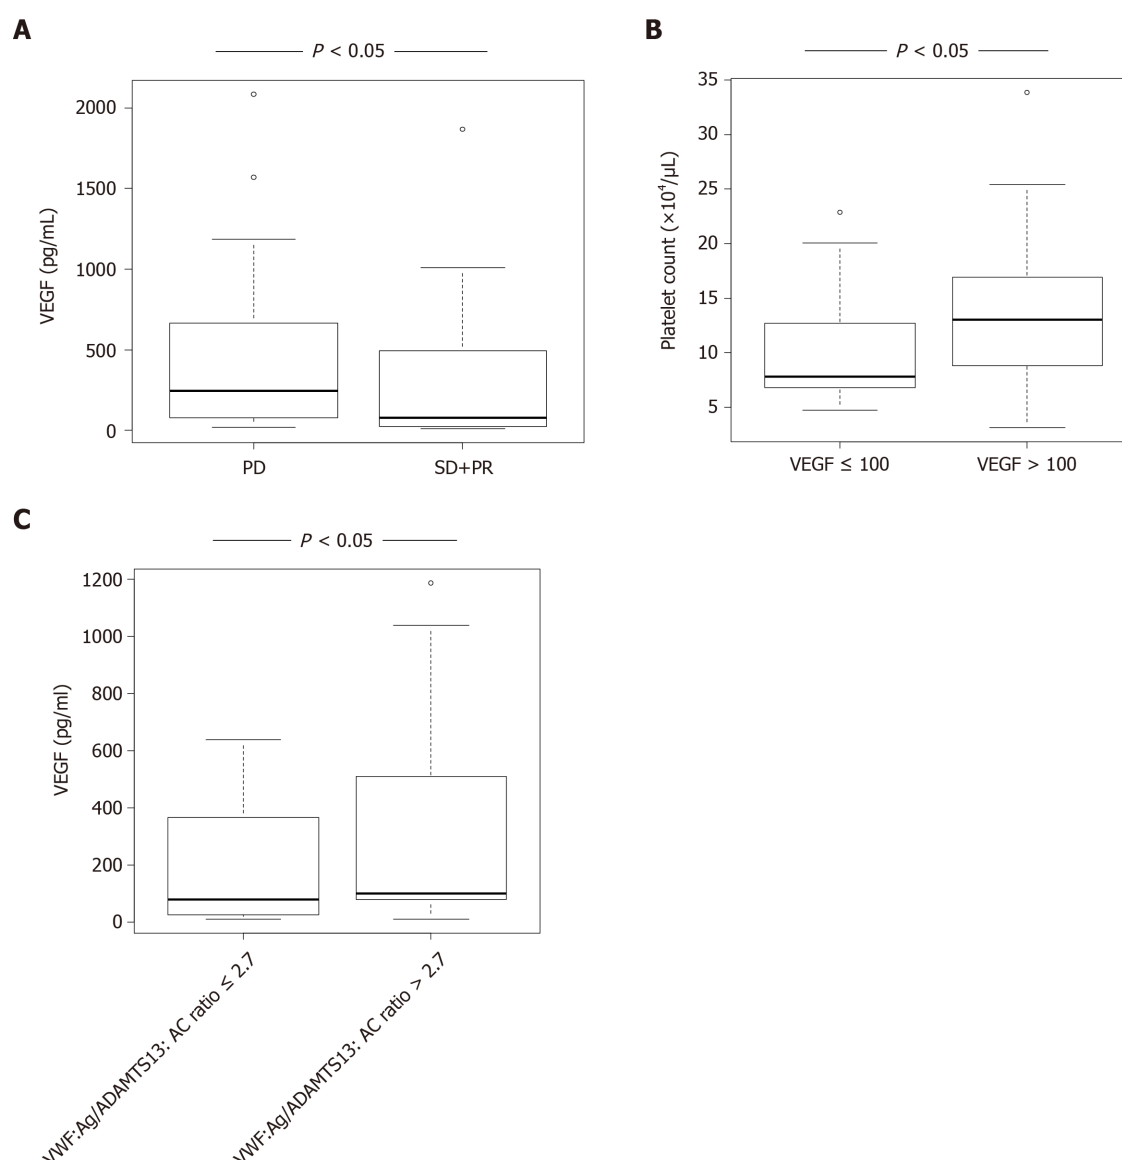 A
P < 0.05
VEGF (pg/mL)
2000
1500
1000
500
0
PD
SD+PR
B
P < 0.05
Platelet count (×10⁴/μL)
35
30
25
20
15
10
5
VEGF ≤ 100
VEGF > 100
C
P < 0.05
VEGF (pg/ml)
1200
1000
800
600
400
200
0
VWF:Ag/ADAMTS13: AC ratio ≤ 2.7
VWF:Ag/ADAMTS13: AC ratio > 2.7